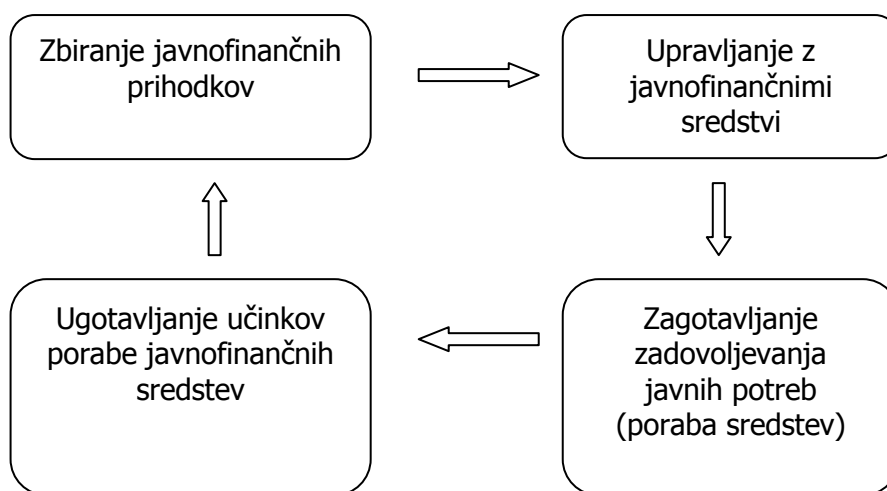 Zbiranje javnofinančnih
prihodkov
Upravljanje z
javnofinančnimi
sredstvi
Ugotavljanje učinkov
porabe javnofinančnih
sredstev
Zagotavljanje
zadovoljevanja
javnih potreb
(poraba sredstev)